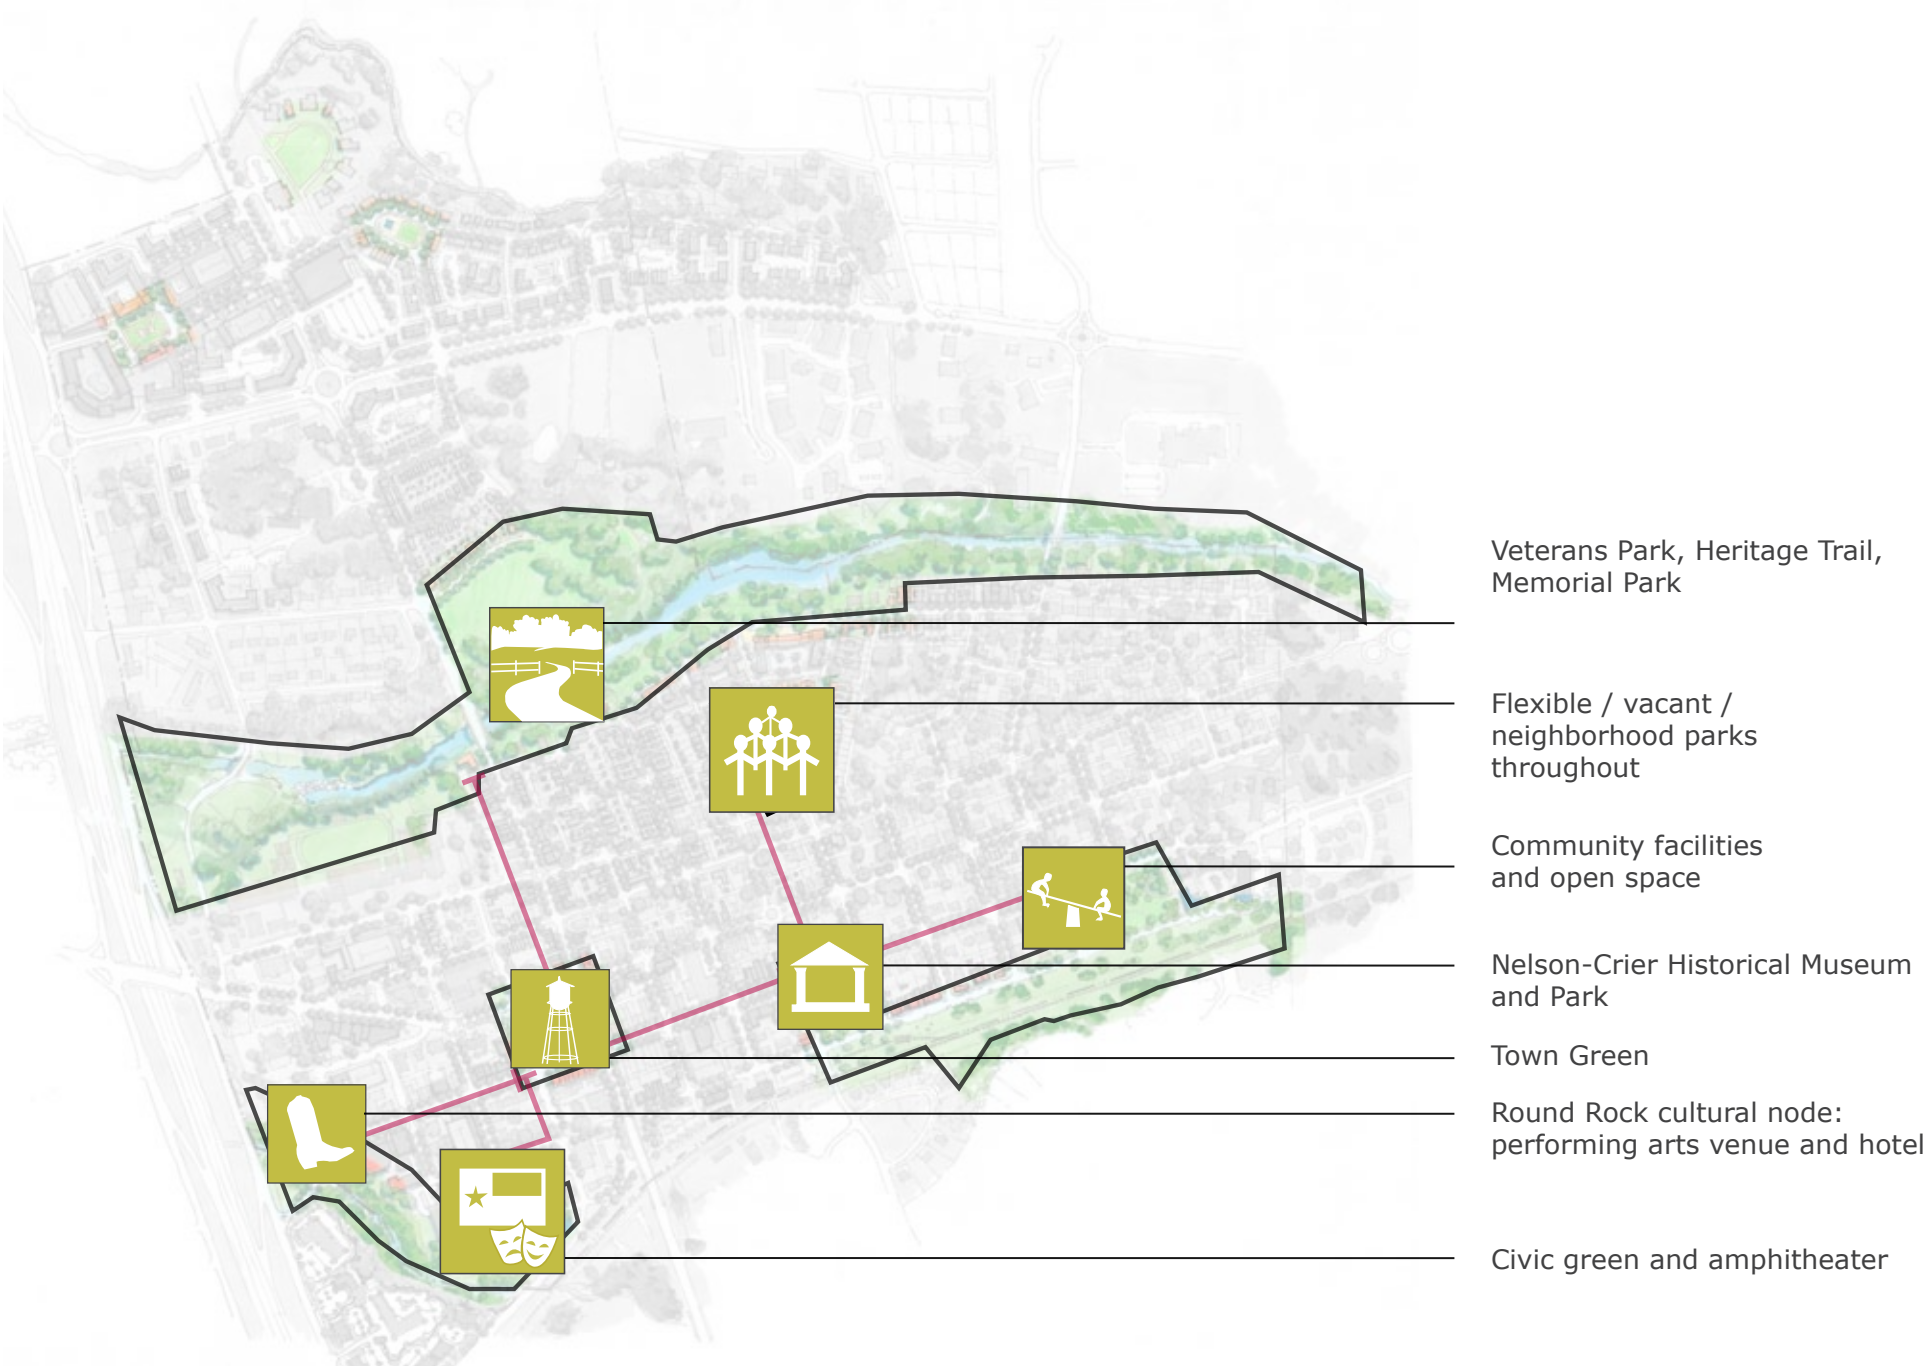 Veterans Park, Heritage Trail,
Memorial Park
Flexible / vacant /
neighborhood parks
throughout
Community facilities
and open space
Nelson-Crier Historical Museum
and Park
Town Green
Round Rock cultural node:
performing arts venue and hotel
Civic green and amphitheater